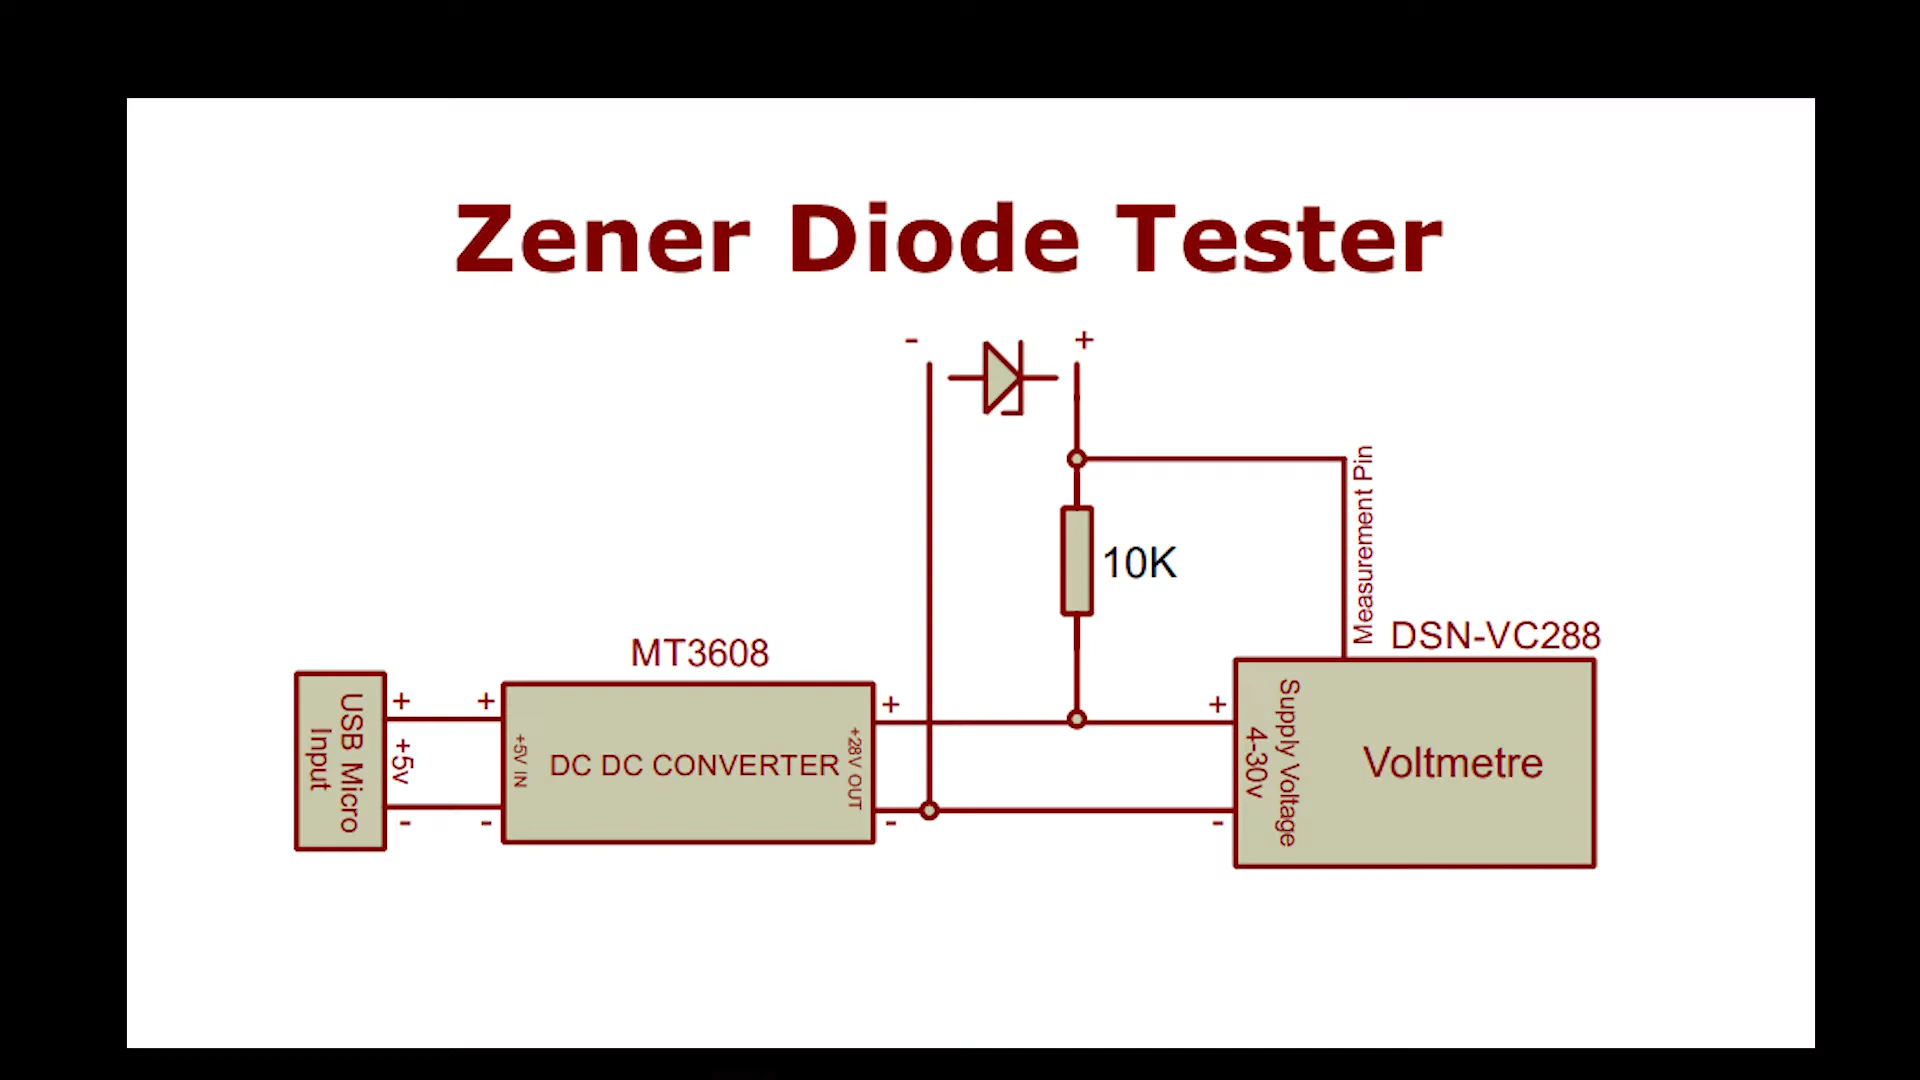 Zener Diode Tester
- +
Measurement Pin
10K
DSN-VC288
MT3608
USB Micro
Input
+ +
+5v
- -
+5V IN
DC DC CONVERTER
+28V OUT
+ +
- -
Supply Voltage
4-30v
Voltmetre